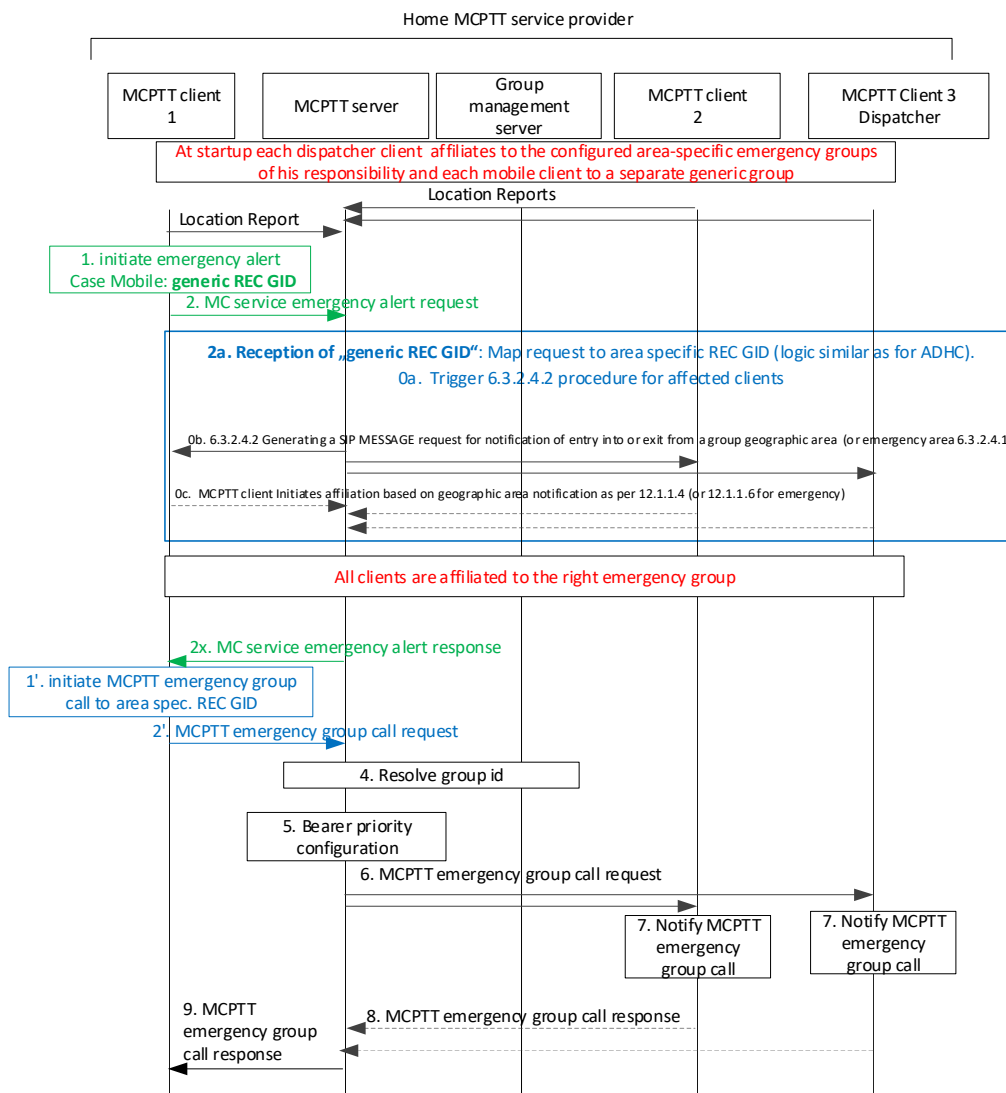 Home MCPTT service provider
MCPTT client
1
MCPTT server
Group
management
server
MCPTT client
2
MCPTT Client 3
Dispatcher
At startup each dispatcher client affiliates to the configured area-specific emergency groups
of his responsibility and each mobile client to a separate generic group
Location Reports
Location Report
1. initiate emergency alert
Case Mobile: generic REC GID
2. MC service emergency alert request
2a. Reception of „generic REC GID“: Map request to area specific REC GID (logic similar as for ADHC).
0a. Trigger 6.3.2.4.2 procedure for affected clients
0b. 6.3.2.4.2 Generating a SIP MESSAGE request for notification of entry into or exit from a group geographic area (or emergency area 6.3.2.4.1
0c. MCPTT client Initiates affiliation based on geographic area notification as per 12.1.1.4 (or 12.1.1.6 for emergency)
All clients are affiliated to the right emergency group
2x. MC service emergency alert response
1'. initiate MCPTT emergency group
call to area spec. REC GID
2'. MCPTT emergency group call request
4. Resolve group id
5. Bearer priority
configuration
6. MCPTT emergency group call request
7. Notify MCPTT
emergency
group call
7. Notify MCPTT
emergency
group call
8. MCPTT emergency group call response
9. MCPTT
emergency group
call response